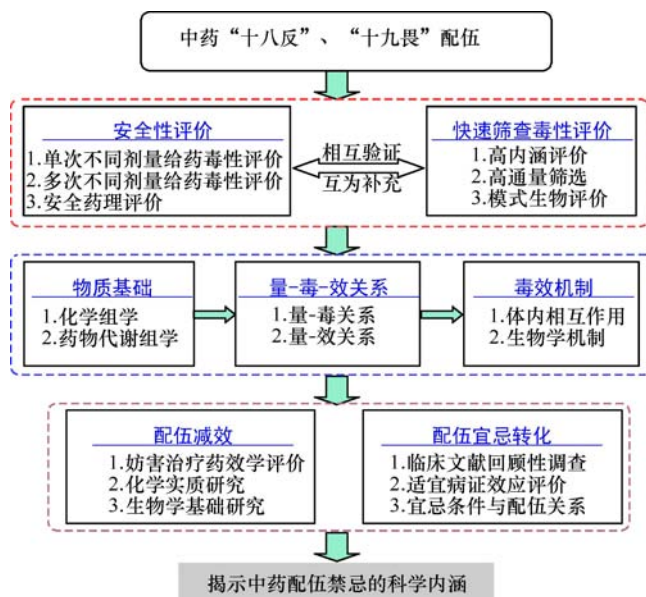 中药“十八反”、“十九畏”配伍
安全性评价
1.单次不同剂量给药毒性评价
2.多次不同剂量给药毒性评价
3.安全药理评价
相互验证
互为补充
快速筛查毒性评价
1.高内涵评价
2.高通量筛选
3.模式生物评价
物质基础
1.化学组学
2.药物代谢组学
量-毒-效关系
1.量-毒关系
2.量-效关系
毒效机制
1.体内相互作用
2.生物学机制
配伍减效
1.妨害治疗药效学评价
2.化学实质研究
3.生物学基础研究
配伍宜忌转化
1.临床文献回顾性调查
2.适宜病证效应评价
3.宜忌条件与配伍关系
揭示中药配伍禁忌的科学内涵